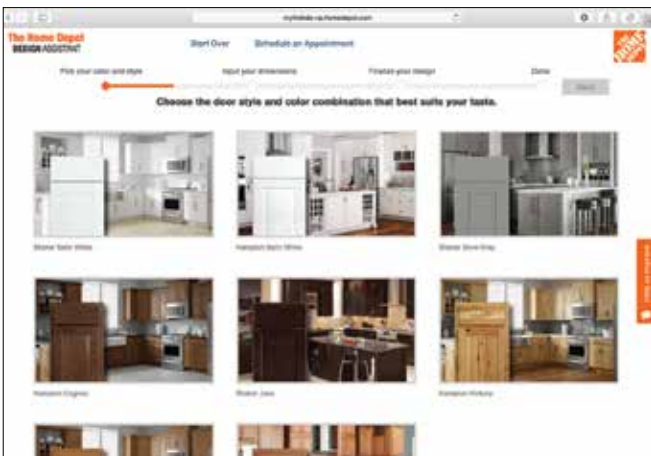 The Home Depot
DESIGN ASSISTANT
Start Over
Schedule an Appointment
Pick your color and style
Input your dimensions
Finalize your design
Done
Choose the door style and color combination that best suits your taste.
Shaker Satin White
Hampton Satin White
Shaker Dove Gray
Hampton Cognac
Shaker Java
Hampton Hickory